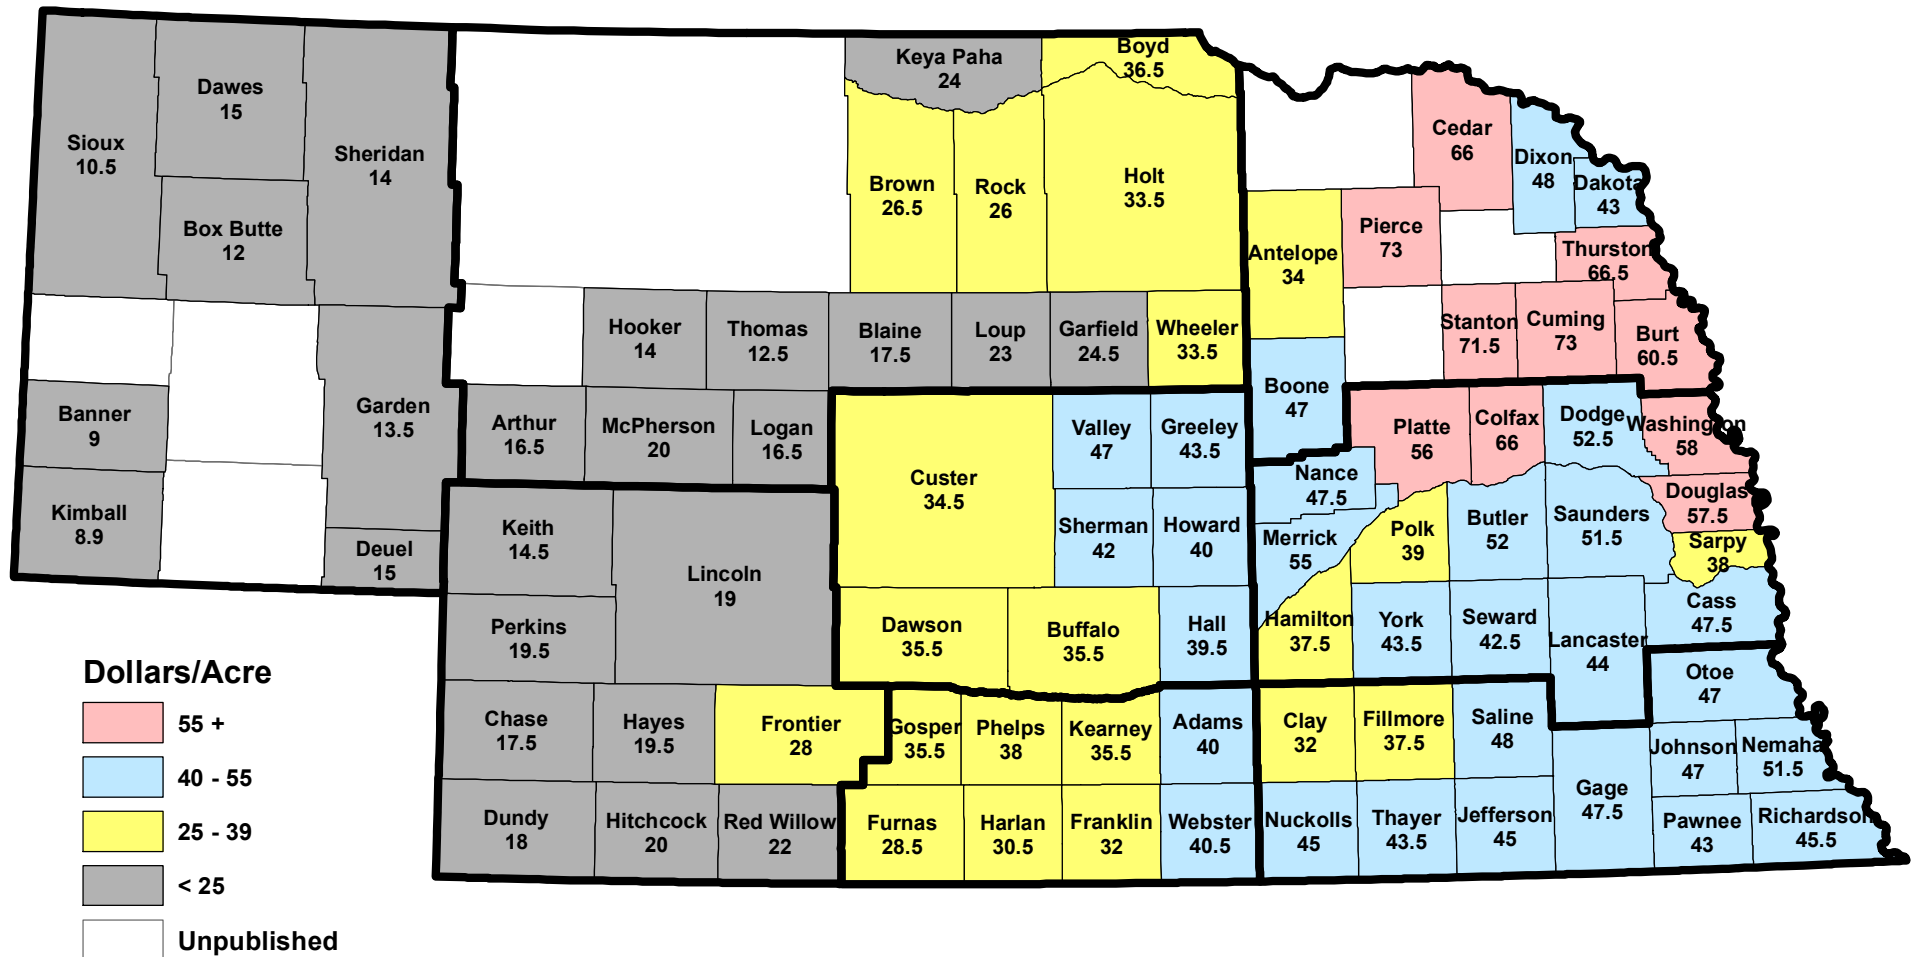 Boyd
36.5
Keya Paha
24
Dawes
15
Sioux
10.5
Sheridan
14
Box Butte
12
Brown
26.5
Rock
26
Holt
33.5
Cedar
66
Dixon
48
Dakota
43
Pierce
73
Antelope
34
Thurston
66.5
Hooker
14
Thomas
12.5
Blaine
17.5
Loup
23
Garfield
24.5
Wheeler
33.5
Stanton
71.5
Cuming
73
Burt
60.5
Banner
9
Garden
13.5
Arthur
16.5
McPherson
20
Logan
16.5
Boone
47
Valley
47
Greeley
43.5
Platte
56
Colfax
66
Dodge
52.5
Washington
58
Custer
34.5
Nance
47.5
Douglas
57.5
Kimball
8.9
Keith
14.5
Sherman
42
Howard
40
Merrick
55
Polk
39
Butler
52
Saunders
51.5
Sarpy
38
Deuel
15
Lincoln
19
Cass
47.5
Perkins
19.5
Dawson
35.5
Buffalo
35.5
Hall
39.5
Hamilton
37.5
York
43.5
Seward
42.5
Lancaster
44
Otoe
47
Chase
17.5
Hayes
19.5
Frontier
28
Gosper
35.5
Phelps
38
Kearney
35.5
Adams
40
Clay
32
Fillmore
37.5
Saline
48
Johnson
47
Nemaha
51.5
Gage
47.5
Dundy
18
Hitchcock
20
Red Willow
22
Furnas
28.5
Harlan
30.5
Franklin
32
Webster
40.5
Nuckolls
45
Thayer
43.5
Jefferson
45
Pawnee
43
Richardson
45.5
Dollars/Acre
55 +
40 - 55
25 - 39
< 25
Unpublished